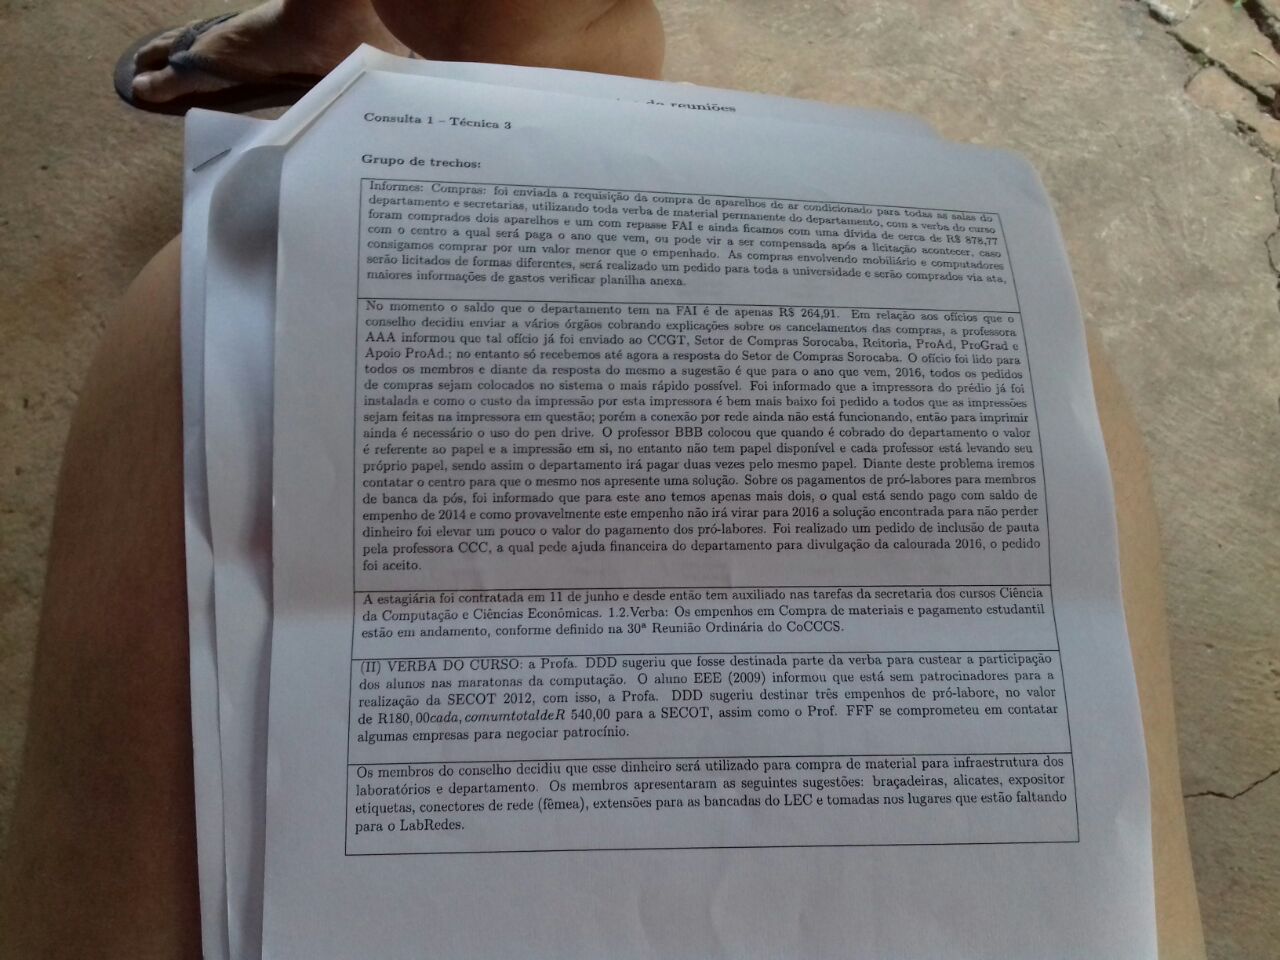 de reuniões
Consulta 1 – Técnica 3
Grupo de trechos:
Informes: Compras: foi enviada a requisição da compra de aparelhos de ar condicionado para todas as salas do
departamento e secretarias, utilizando toda verba de material permanente do departamento, com a verba do curso
foram comprados dois aparelhos e um com repasse FAI e ainda ficamos com uma dívida de cerca de R$ 878,77
com o centro a qual será paga o ano que vem, ou pode vir a ser compensada após a licitação acontecer, caso
consigamos comprar por um valor menor que o empenhado. As compras envolvendo mobiliário e computadores
serão licitados de formas diferentes, será realizado um pedido para toda a universidade e serão comprados via ata,
maiores informações de gastos verificar planilha anexa.
No momento o saldo que o departamento tem na FAI é de apenas R$ 264,91. Em relação aos ofícios que o
conselho decidiu enviar a vários órgãos cobrando explicações sobre os cancelamentos das compras, a professora
AAA informou que tal ofício já foi enviado ao CCGT, Setor de Compras Sorocaba, Reitoria, ProAd, ProGrad e
Apoio ProAd.; no entanto só recebemos até agora a resposta do Setor de Compras Sorocaba. O ofício foi lido para
todos os membros e diante da resposta do mesmo a sugestão é que para o ano que vem, 2016, todos os pedidos
de compras sejam colocados no sistema o mais rápido possível. Foi informado que a impressora do prédio já foi
instalada e como o custo da impressão por esta impressora é bem mais baixo foi pedido a todos que as impressões
sejam feitas na impressora em questão; porém a conexão por rede ainda não está funcionando, então para imprimir
ainda é necessário o uso do pen drive. O professor BBB colocou que quando é cobrado do departamento o valor
é referente ao papel e a impressão em si, no entanto não tem papel disponível e cada professor está levando seu
próprio papel, sendo assim o departamento irá pagar duas vezes pelo mesmo papel. Diante deste problema iremos
contatar o centro para que o mesmo nos apresente uma solução. Sobre os pagamentos de pró-labores para membros
de banca da pós, foi informado que para este ano temos apenas mais dois, o qual está sendo pago com saldo de
empenho de 2014 e como provavelmente este empenho não irá virar para 2016 a solução encontrada para não perder
dinheiro foi elevar um pouco o valor do pagamento dos pró-labores. Foi realizado um pedido de inclusão de pauta
pela professora CCC, a qual pede ajuda financeira do departamento para divulgação da calourada 2016, o pedido
foi aceito.
A estagiária foi contratada em 11 de junho e desde então tem auxiliado nas tarefas da secretaria dos cursos Ciência
da Computação e Ciências Econômicas. 1.2.Verba: Os empenhos em Compra de materiais e pagamento estudantil
estão em andamento, conforme definido na 30ª Reunião Ordinária do CoCCCS.
(II) VERBA DO CURSO: a Profa. DDD sugeriu que fosse destinada parte da verba para custear a participação
dos alunos nas maratonas da computação. O aluno EEE (2009) informou que está sem patrocinadores para a
realização da SECOT 2012, com isso, a Profa. DDD sugeriu destinar três empenhos de pró-labore, no valor
de R180,00cada,comumtotaldeR 540,00 para a SECOT, assim como o Prof. FFF se comprometeu em contatar
algumas empresas para negociar patrocínio.
Os membros do conselho decidiu que esse dinheiro será utilizado para compra de material para infraestrutura dos
laboratórios e departamento. Os membros apresentaram as seguintes sugestões: braçadeiras, alicates, expositor
etiquetas, conectores de rede (fêmea), extensões para as bancadas do LEC e tomadas nos lugares que estão faltando
para o LabRedes.